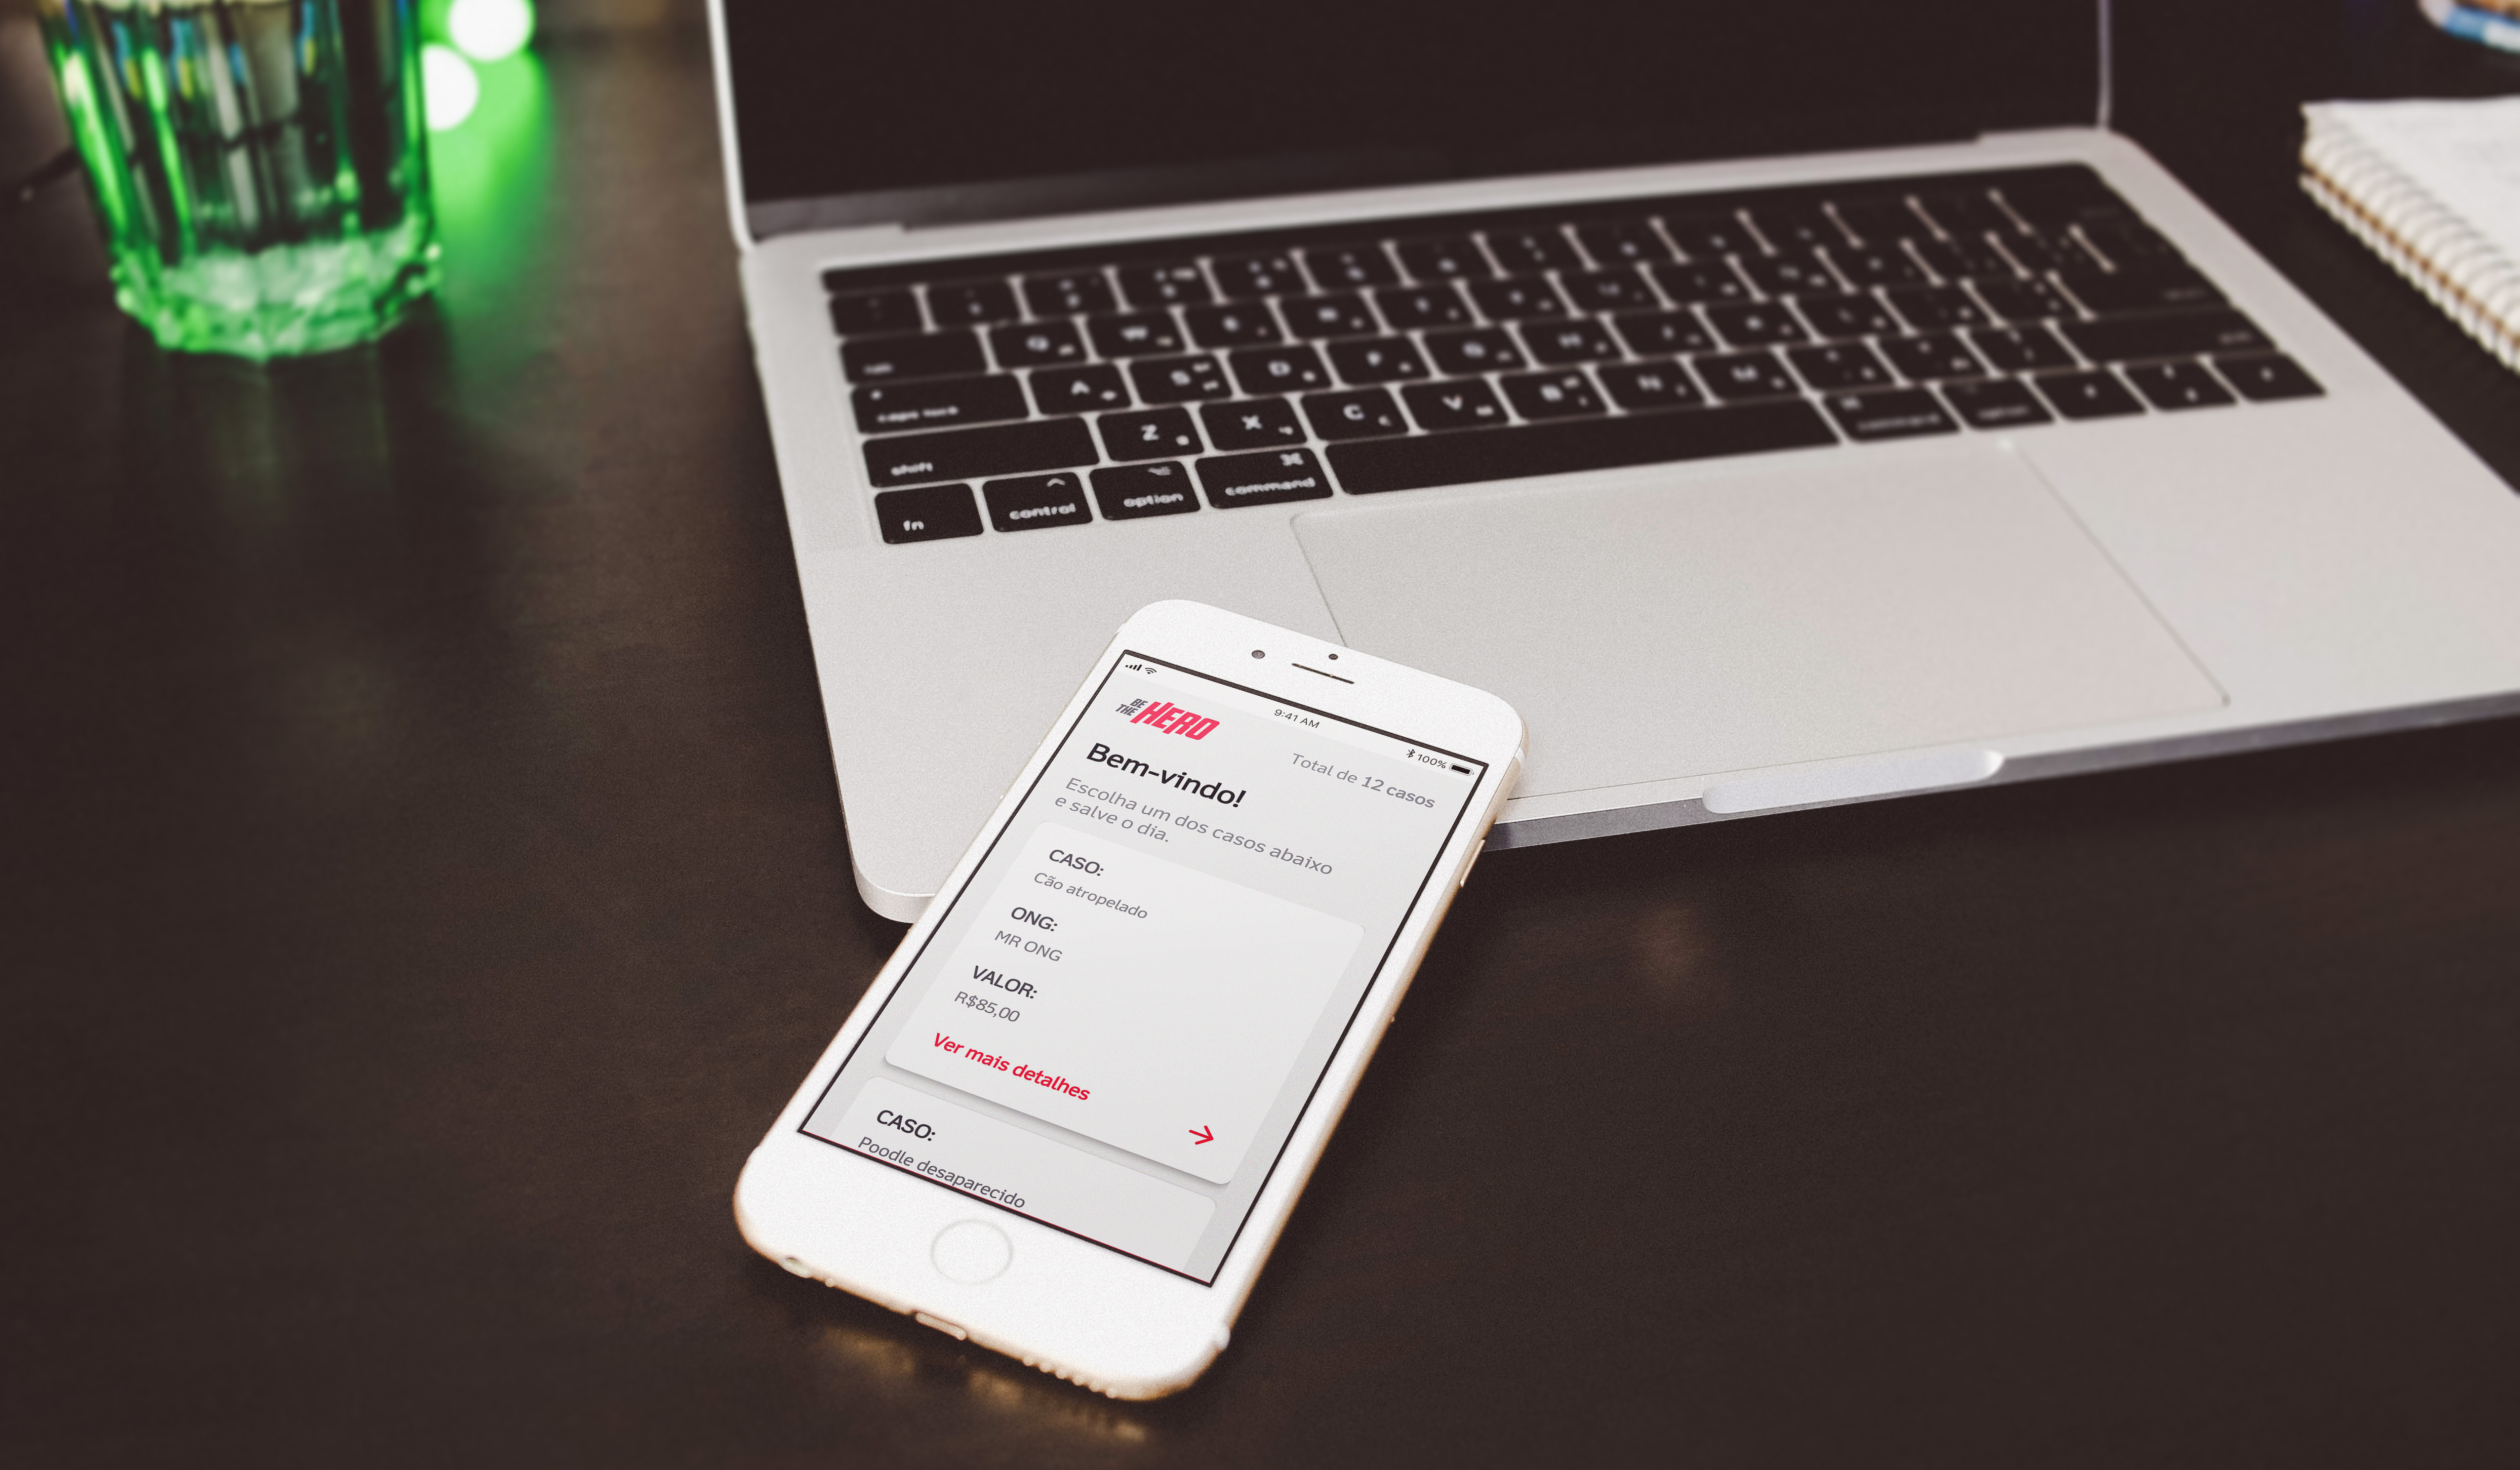 9:41 AM
100%
BE
THE
HERO
Total de 12 casos
Bem-vindo!
Escolha um dos casos abaixo
e salve o dia.
CASO:
Cão atropelado
ONG:
MR ONG
VALOR:
R$85,00
Ver mais detalhes
CASO:
Poodle desaparecido
Q W
caps lock A S D F
shift Z X C V B N
fn control option command
command option